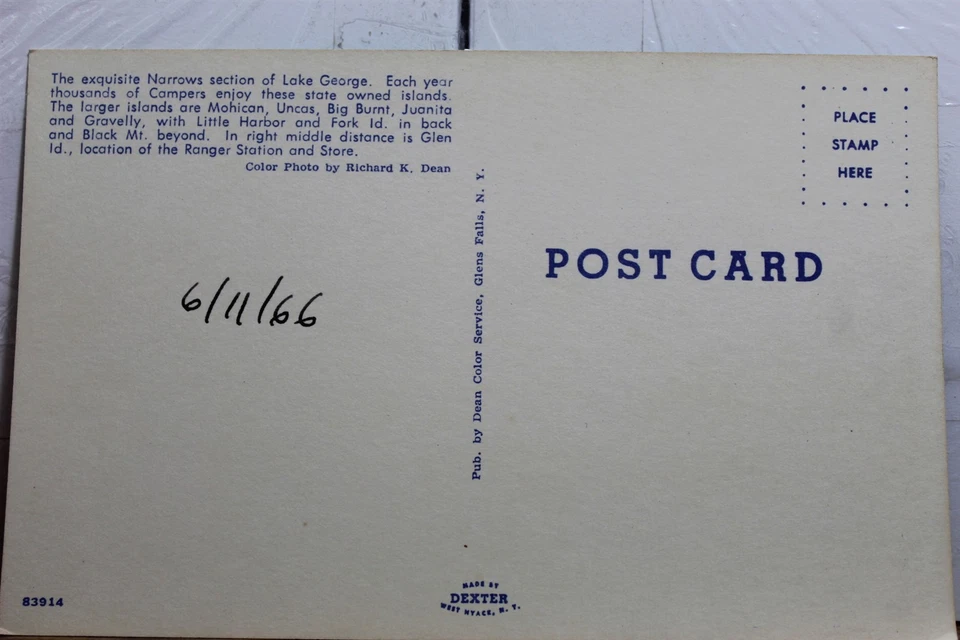 The exquisite Narrows section of Lake George. Each year
thousands of Campers enjoy these state owned islands.
The larger islands are Mohican, Uncas, Big Burnt, Juanita
and Gravelly, with Little Harbor and Fork Id. in back
and Black Mt. beyond. In right middle distance is Glen
Id., location of the Ranger Station and Store.
Color Photo by Richard K. Dean
6/11/66
83914
Pub. by Dean Color Service, Glens Falls, N. Y.
MADE BY
DEXTER
WEST NYACK, N. Y.
PLACE
STAMP
HERE
POST CARD